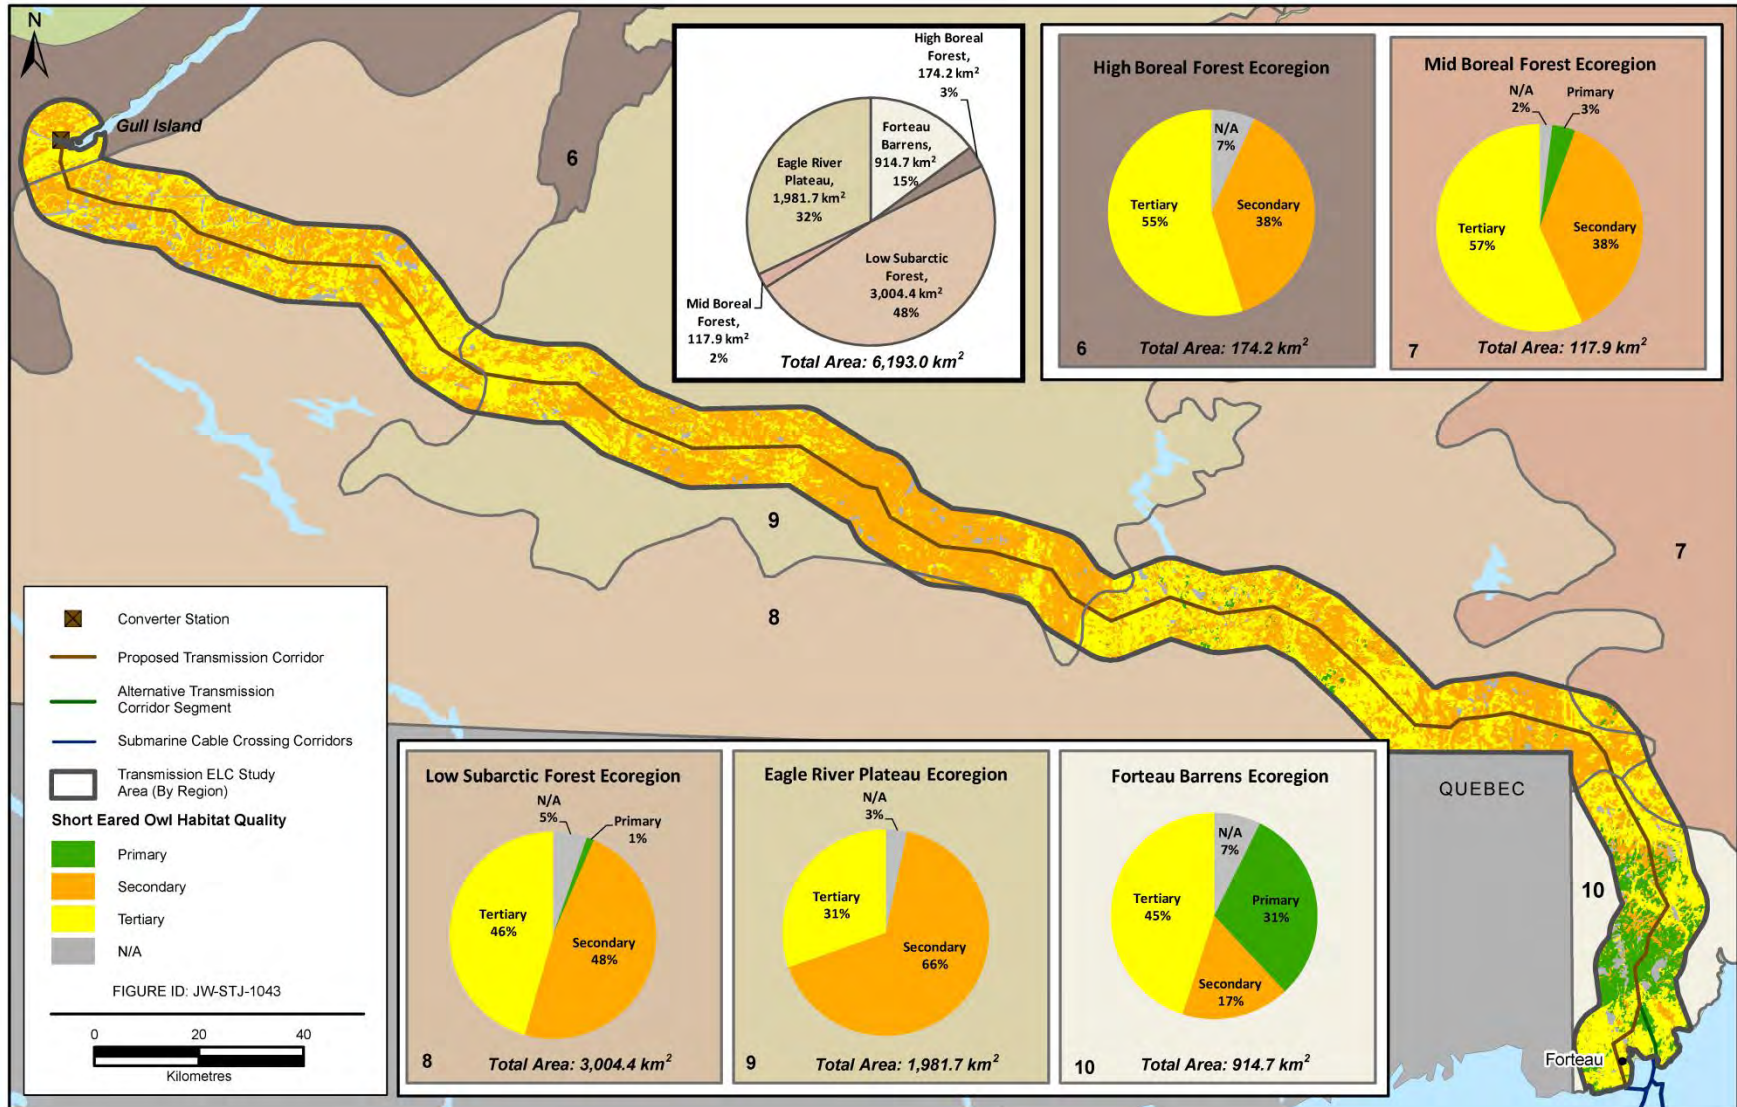 N
Gull Island
6
High Boreal
Forest,
174.2 km²
3%
Forteau
Barrens,
914.7 km²
15%
Eagle River
Plateau,
1,981.7 km²
32%
Low Subarctic
Forest,
3,004.4 km²
48%
Mid Boreal
Forest,
117.9 km²
2%
Total Area: 6,193.0 km²
High Boreal Forest Ecoregion
N/A
7%
Tertiary
55%
Secondary
38%
6
Total Area: 174.2 km²
Mid Boreal Forest Ecoregion
N/A
2%
Primary
3%
Tertiary
57%
Secondary
38%
7
Total Area: 117.9 km²
9
8
7
Converter Station
Proposed Transmission Corridor
Alternative Transmission
Corridor Segment
Submarine Cable Crossing Corridors
Transmission ELC Study
Area (By Region)
Short Eared Owl Habitat Quality
Primary
Secondary
Tertiary
N/A
FIGURE ID: JW-STJ-1043
0 20 40
Kilometres
Low Subarctic Forest Ecoregion
N/A
5%
Primary
1%
Tertiary
46%
Secondary
48%
8
Total Area: 3,004.4 km²
Eagle River Plateau Ecoregion
N/A
3%
Tertiary
31%
Secondary
66%
9
Total Area: 1,981.7 km²
Forteau Barrens Ecoregion
N/A
7%
Tertiary
45%
Primary
31%
Secondary
17%
10
Total Area: 914.7 km²
QUEBEC
10
Forteau